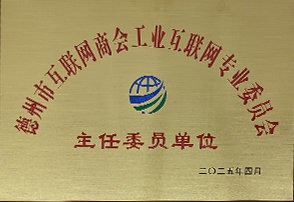 德州市互联网商会工业互联网专业委员会
主任委员单位
二〇二五年四月